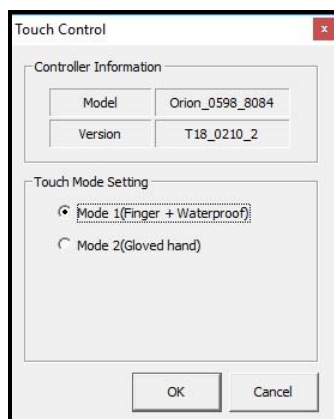 Touch Control
x
Controller Information
Model Orion_0598_8084
Version T18_0210_2
Touch Mode Setting
Mode 1(Finger + Waterproof)
Mode 2(Gloved hand)
OK Cancel